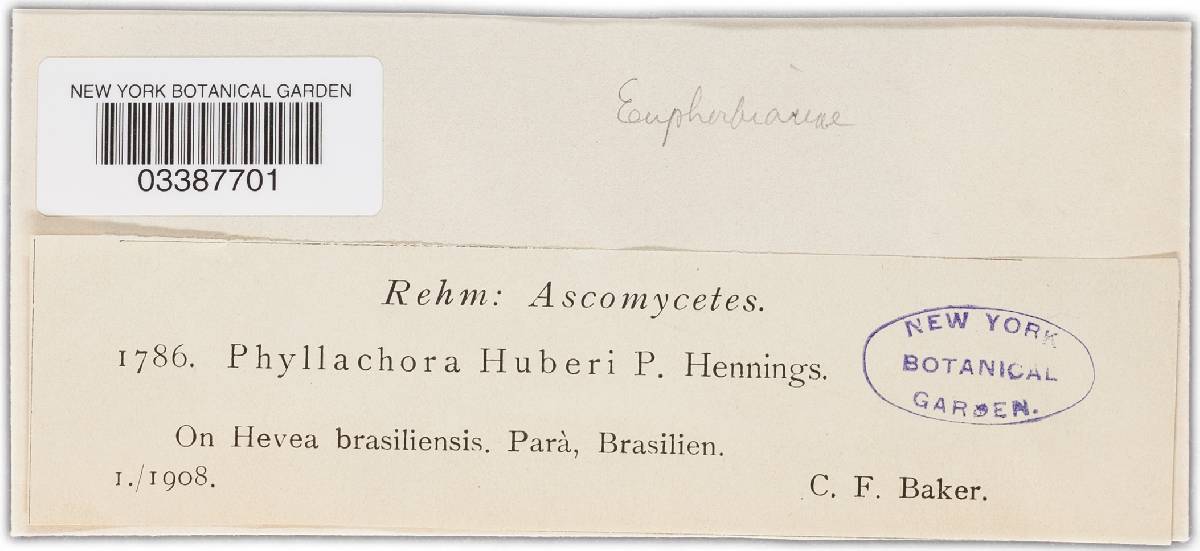 NEW YORK BOTANICAL GARDEN
03387701
Rehm: Ascomycetes.
1786. Phyllachora Huberi P. Hennings.
On Hevea brasiliensis. Parà, Brasilien.
1./1908.
C. F. Baker.
NEW YORK
BOTANICAL
GARDEN.